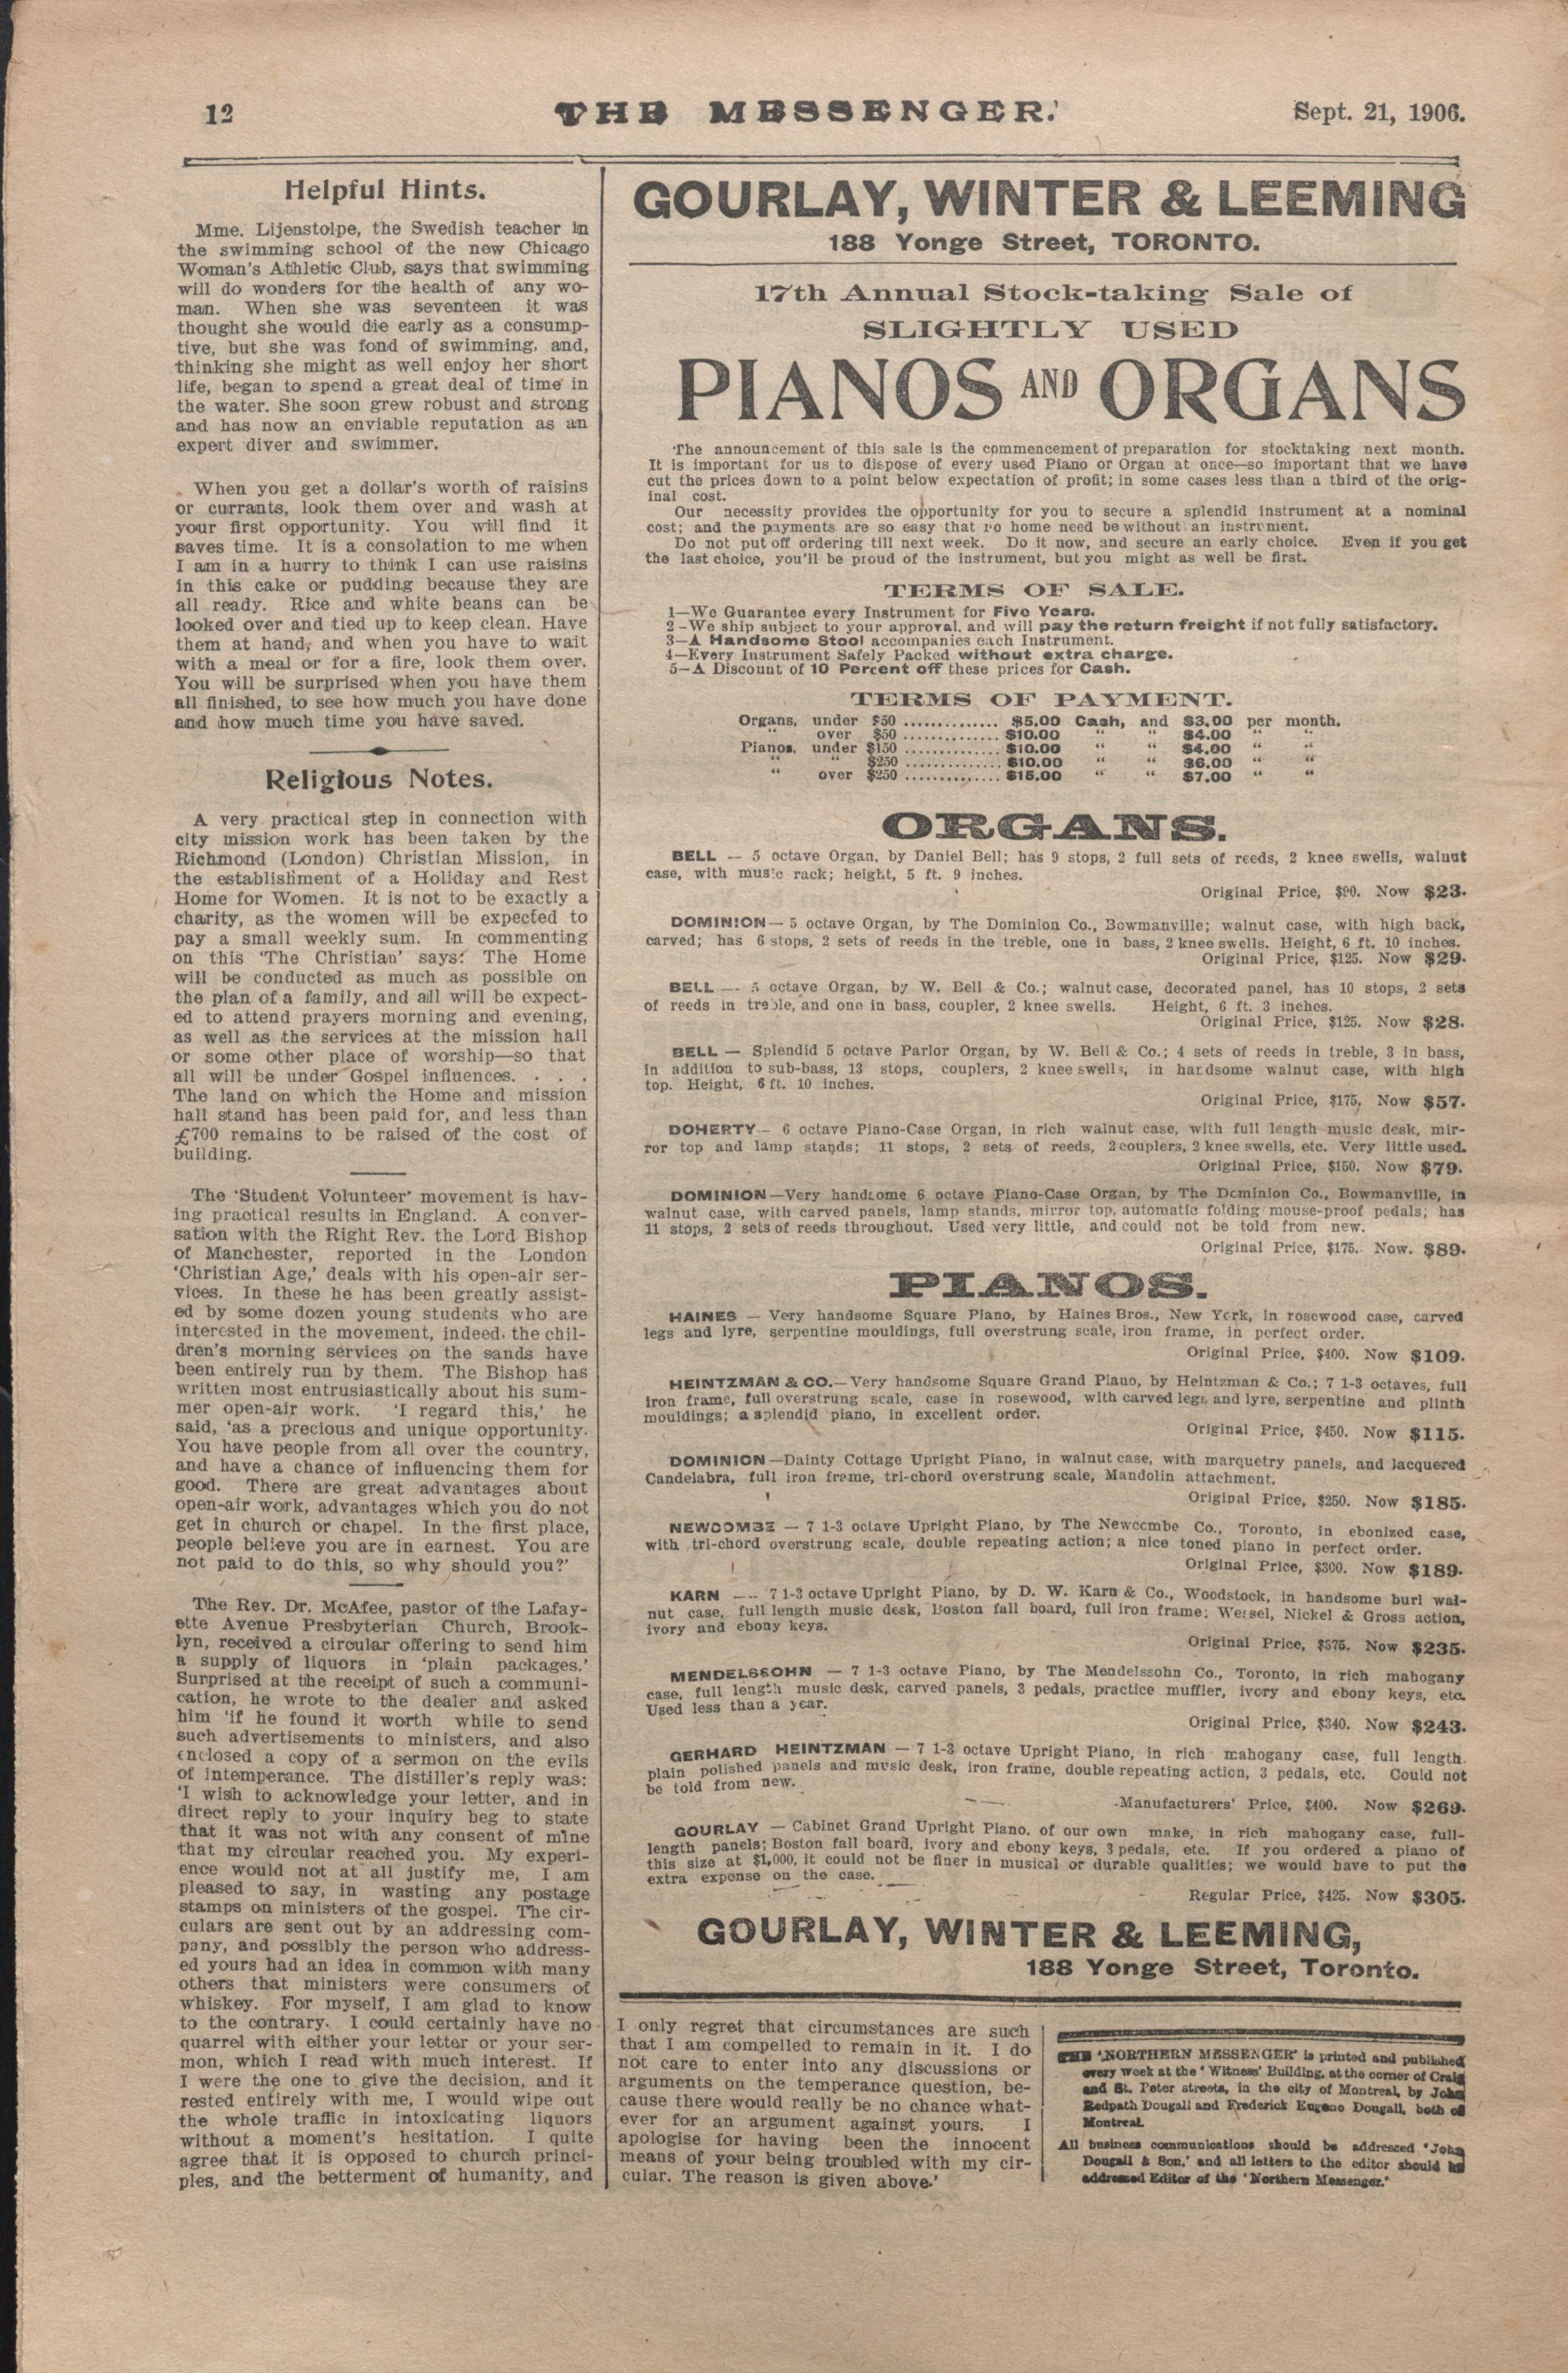 12
THE MESSENGER.
Sept. 21, 1906.
Helpful Hints.
Mme. Lijenstolpe, the Swedish teacher in
the swimming school of the new Chicago
Woman's Athletic Club, says that swimming
will do wonders for the health of any wo-
man. When she was seventeen it was
thought she would die early as a consump-
tive, but she was fond of swimming, and,
thinking she might as well enjoy her short
life, began to spend a great deal of time in
the water. She soon grew robust and strong
and has now an enviable reputation as an
expert diver and swimmer.
When you get a dollar's worth of raisins
or currants, look them over and wash at
your first opportunity. You will find it
saves time. It is a consolation to me when
I am in a hurry to think I can use raisins
in this cake or pudding because they are
all ready. Rice and white beans can be
looked over and tied up to keep clean. Have
them at hand, and when you have to wait
with a meal or for a fire, look them over.
You will be surprised when you have them
all finished, to see how much you have done
and how much time you have saved.
Religious Notes.
A very practical step in connection with
city mission work has been taken by the
Richmond (London) Christian Mission, in
the establishment of a Holiday and Rest
Home for Women. It is not to be exactly a
charity, as the women will be expected to
pay a small weekly sum. In commenting
on this 'The Christian' says: The Home
will be conducted as much as possible on
the plan of a family, and all will be expect-
ed to attend prayers morning and evening,
as well as the services at the mission hall
or some other place of worship—so that
all will be under Gospel influences. . . .
The land on which the Home and mission
hall stand has been paid for, and less than
£700 remains to be raised of the cost of
building.
The 'Student Volunteer' movement is hav-
ing practical results in England. A conver-
sation with the Right Rev. the Lord Bishop
of Manchester, reported in the London
'Christian Age,' deals with his open-air ser-
vices. In these he has been greatly assist-
ed by some dozen young students who are
interested in the movement, indeed, the chil-
dren's morning services on the sands have
been entirely run by them. The Bishop has
written most entrusiastically about his sum-
mer open-air work. 'I regard this,' he
said, 'as a precious and unique opportunity.
You have people from all over the country,
and have a chance of influencing them for
good. There are great advantages about
open-air work, advantages which you do not
get in church or chapel. In the first place,
people believe you are in earnest. You are
not paid to do this, so why should you?'
The Rev. Dr. McAfee, pastor of the Lafay-
ette Avenue Presbyterian Church, Brook-
lyn, received a circular offering to send him
a supply of liquors in 'plain packages.'
Surprised at the receipt of such a communi-
cation, he wrote to the dealer and asked
him 'if he found it worth while to send
such advertisements to ministers, and also
enclosed a copy of a sermon on the evils
of intemperance. The distiller's reply was:
'I wish to acknowledge your letter, and in
direct reply to your inquiry beg to state
that it was not with any consent of mine
that my circular reached you. My experi-
ence would not at all justify me, I am
pleased to say, in wasting any postage
stamps on ministers of the gospel. The cir-
culars are sent out by an addressing com-
pany, and possibly the person who address-
ed yours had an idea in common with many
others that ministers were consumers of
whiskey. For myself, I am glad to know
to the contrary. I could certainly have no
quarrel with either your letter or your ser-
mon, which I read with much interest. If
I were the one to give the decision, and it
rested entirely with me, I would wipe out
the whole traffic in intoxicating liquors
without a moment's hesitation. I quite
agree that it is opposed to church princi-
ples, and the betterment of humanity, and
GOURLAY, WINTER & LEEMING
188 Yonge Street, TORONTO.
17th Annual Stock-taking Sale of
SLIGHTLY USED
PIANOS AND ORGANS
The announcement of this sale is the commencement of preparation for stocktaking next month.
It is important for us to dispose of every used Piano or Organ at once—so important that we have
cut the prices down to a point below expectation of profit; in some cases less than a third of the orig-
inal cost.
Our necessity provides the opportunity for you to secure a splendid instrument at a nominal
cost; and the payments are so easy that no home need be without an instrument.
Do not put off ordering till next week. Do it now, and secure an early choice. Even if you get
the last choice, you'll be proud of the instrument, but you might as well be first.
TERMS OF SALE.
1—We Guarantee every Instrument for Five Years.
2—We ship subject to your approval, and will pay the return freight if not fully satisfactory.
3—A Handsome Stool accompanies each Instrument.
4—Every Instrument Safely Packed without extra charge.
5—A Discount of 10 Percent off these prices for Cash.
TERMS OF PAYMENT.
Organs, under $50 .............. $5.00 Cash, and $3.00 per month.
" over $50 .............. $10.00 " " $4.00 " "
Pianos, under $150 .............. $10.00 " " $4.00 " "
" " $250 .............. $10.00 " " $6.00 " "
" over $250 .............. $15.00 " " $7.00 " "
ORGANS.
BELL — 5 octave Organ, by Daniel Bell; has 9 stops, 2 full sets of reeds, 2 knee swells, walnut
case, with music rack; height, 5 ft. 9 inches.
Original Price, $90. Now $23.
DOMINION— 5 octave Organ, by The Dominion Co., Bowmanville; walnut case, with high back,
carved; has 6 stops, 2 sets of reeds in the treble, one in bass, 2 knee swells. Height, 6 ft. 10 inches.
Original Price, $125. Now $29.
BELL — 5 octave Organ, by W. Bell & Co.; walnut case, decorated panel, has 10 stops, 2 sets
of reeds in treble, and one in bass, coupler, 2 knee swells. Height, 6 ft. 3 inches.
Original Price, $125. Now $28.
BELL — Splendid 5 octave Parlor Organ, by W. Bell & Co.; 4 sets of reeds in treble, 3 in bass,
in addition to sub-bass, 13 stops, couplers, 2 knee swells, in handsome walnut case, with high
top. Height, 6 ft. 10 inches.
Original Price, $175. Now $57.
DOHERTY— 6 octave Piano-Case Organ, in rich walnut case, with full length music desk, mir-
ror top and lamp stands; 11 stops, 2 sets of reeds, 2 couplers, 2 knee swells, etc. Very little used.
Original Price, $150. Now $79.
DOMINION—Very handsome 6 octave Piano-Case Organ, by The Dominion Co., Bowmanville, in
walnut case, with carved panels, lamp stands, mirror top, automatic folding mouse-proof pedals; has
11 stops, 2 sets of reeds throughout. Used very little, and could not be told from new.
Original Price, $175. Now. $89.
PIANOS.
HAINES — Very handsome Square Piano, by Haines Bros., New York, in rosewood case, carved
legs and lyre, serpentine mouldings, full overstrung scale, iron frame, in perfect order.
Original Price, $400. Now $109.
HEINTZMAN & CO.—Very handsome Square Grand Piano, by Heintzman & Co.; 7 1-3 octaves, full
iron frame, full overstrung scale, case in rosewood, with carved legs and lyre, serpentine and plinth
mouldings; a splendid piano, in excellent order.
Original Price, $450. Now $115.
DOMINION—Dainty Cottage Upright Piano, in walnut case, with marquetry panels, and lacquered
Candelabra, full iron frame, tri-chord overstrung scale, Mandolin attachment.
Original Price, $250. Now $185.
NEWCOMBE — 7 1-3 octave Upright Piano, by The Newcombe Co., Toronto, in ebonized case,
with tri-chord overstrung scale, double repeating action; a nice toned piano in perfect order.
Original Price, $300. Now $189.
KARN — 7 1-3 octave Upright Piano, by D. W. Karn & Co., Woodstock, in handsome burl wal-
nut case, full length music desk, Boston fall board, full iron frame; Wessel, Nickel & Gross action,
ivory and ebony keys.
Original Price, $375. Now $235.
MENDELSSOHN — 7 1-3 octave Piano, by The Mendelssohn Co., Toronto, in rich mahogany
case, full length music desk, carved panels, 3 pedals, practice muffler, ivory and ebony keys, etc.
Used less than a year.
Original Price, $340. Now $243.
GERHARD HEINTZMAN — 7 1-3 octave Upright Piano, in rich mahogany case, full length
plain polished panels and music desk, iron frame, double repeating action, 3 pedals, etc. Could not
be told from new.
Manufacturers' Price, $400. Now $269.
GOURLAY — Cabinet Grand Upright Piano, of our own make, in rich mahogany case, full-
length panels; Boston fall board, ivory and ebony keys, 3 pedals, etc. If you ordered a piano of
this size at $1,000, it could not be finer in musical or durable qualities; we would have to put the
extra expense on the case.
Regular Price, $425. Now $305.
GOURLAY, WINTER & LEEMING,
188 Yonge Street, Toronto.
I only regret that circumstances are such
that I am compelled to remain in it. I do
not care to enter into any discussions or
arguments on the temperance question, be-
cause there would really be no chance what-
ever for an argument against yours. I
apologise for having been the innocent
means of your being troubled with my cir-
cular. The reason is given above.'
THE 'NORTHERN MESSENGER' is printed and published
every week at the 'Witness' Building, at the corner of Craig
and St. Peter streets, in the city of Montreal, by John
Redpath Dougall and Frederick Eugene Dougall, both of
Montreal.
All business communications should be addressed 'John
Dougall & Son,' and all letters to the editor should be
addressed Editor of the 'Northern Messenger.'